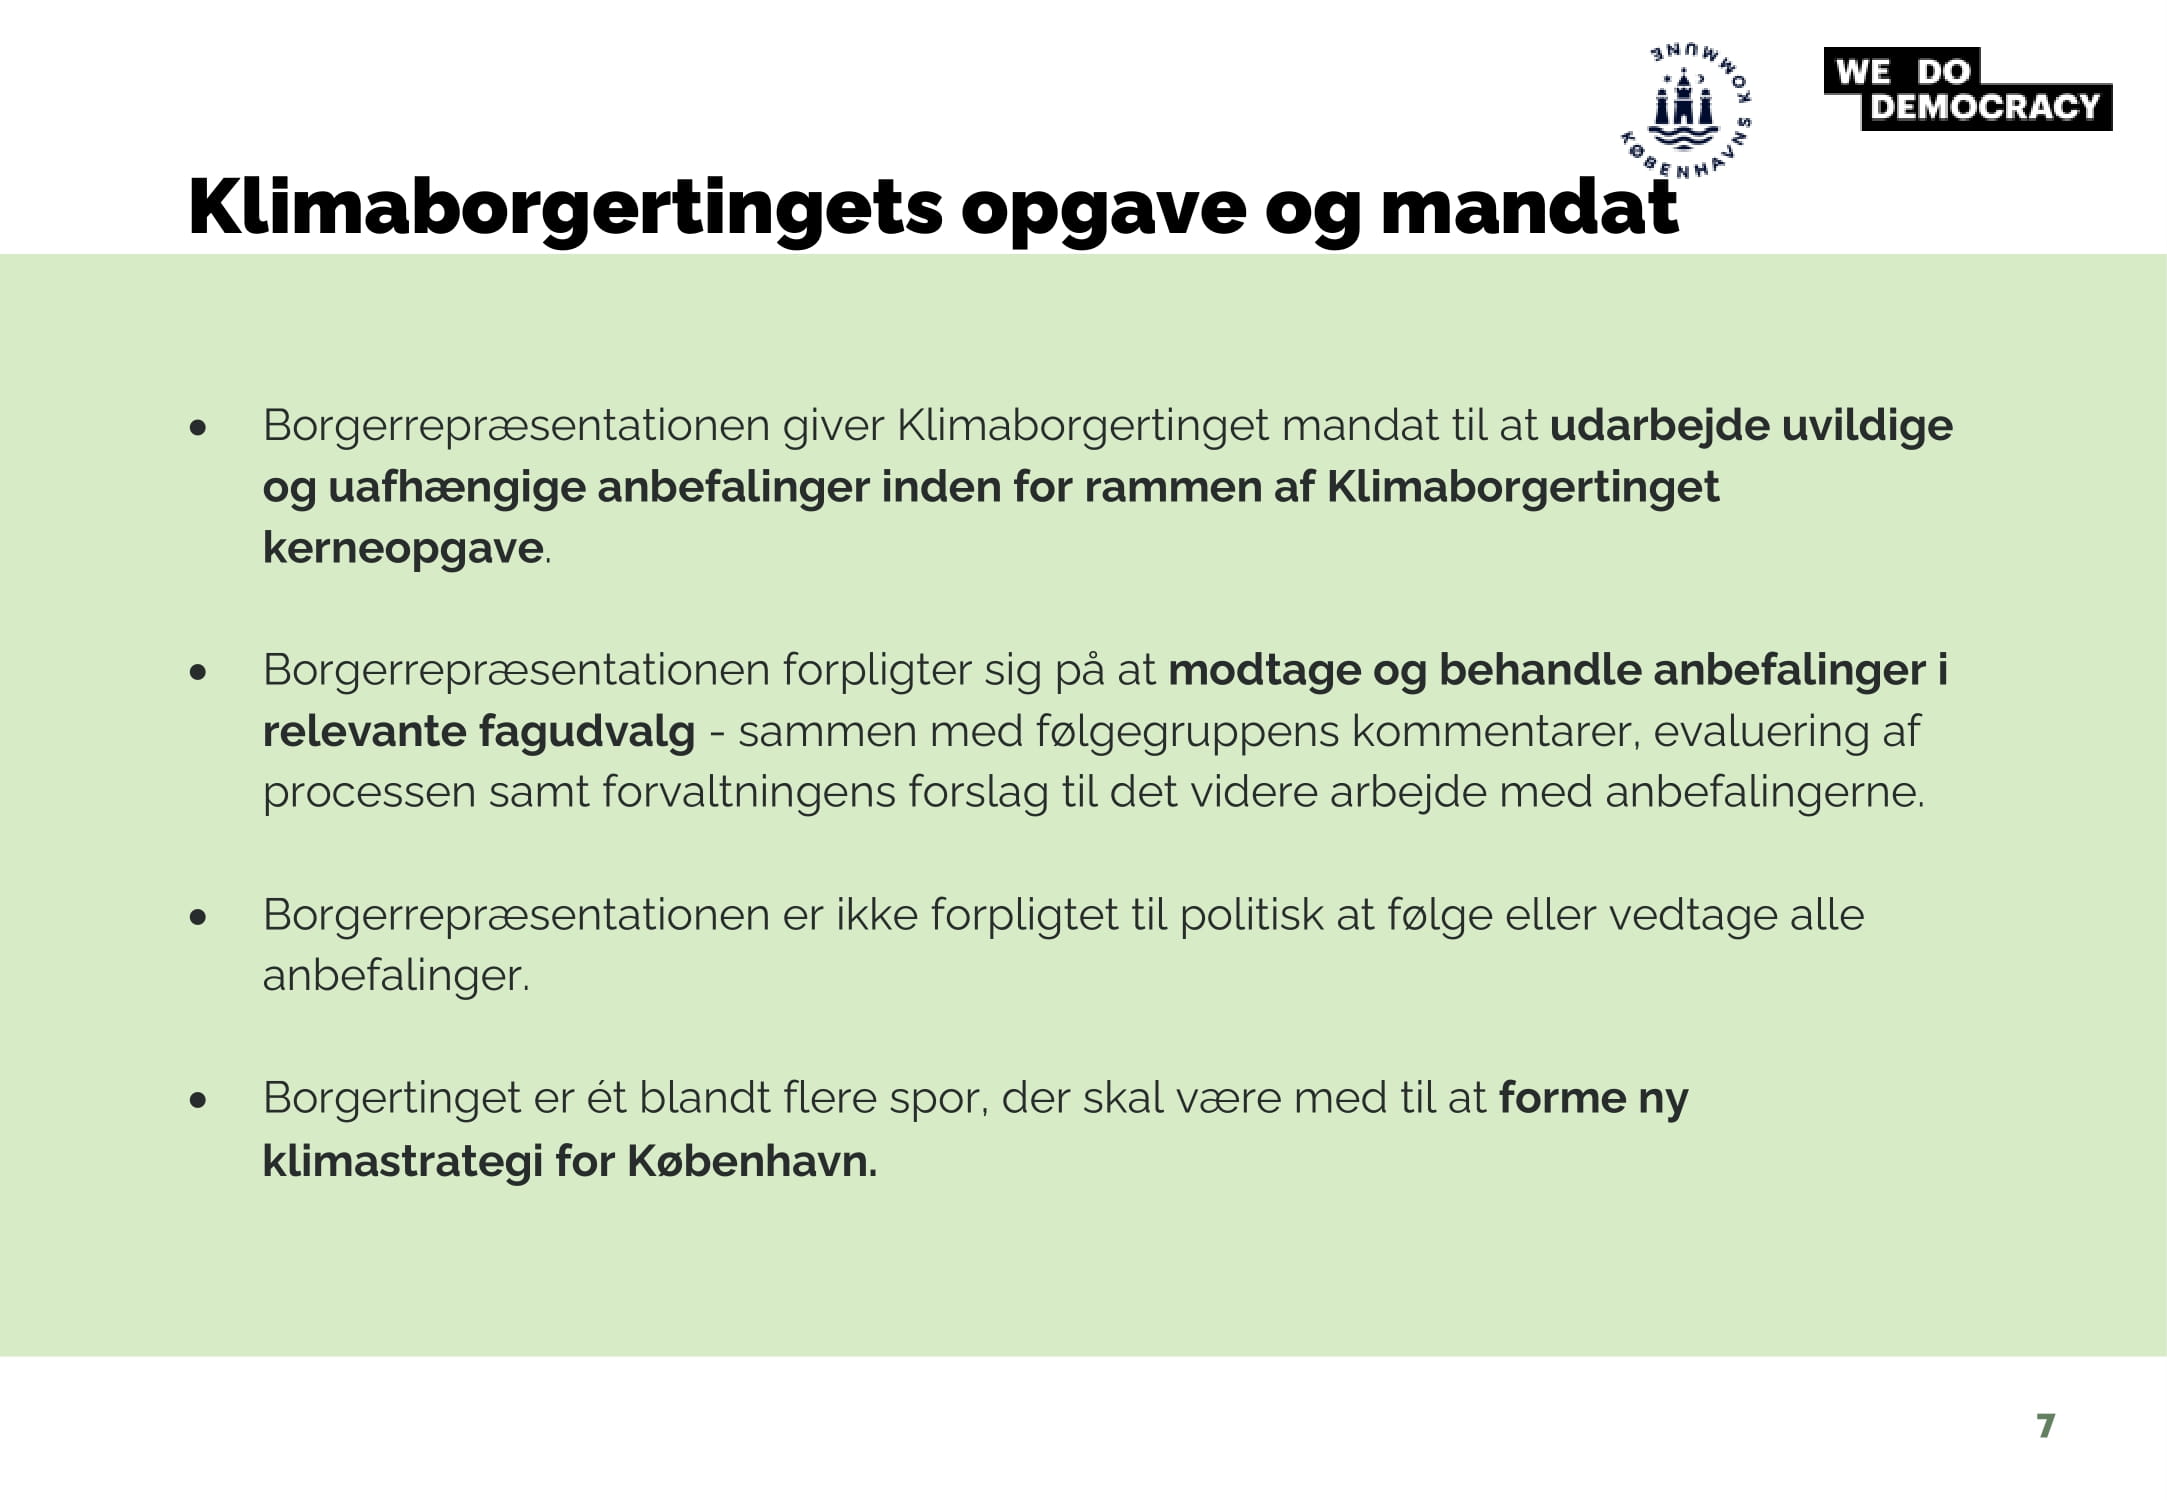 KØBENHAVNS KOMMUNE
WE DO
DEMOCRACY
Klimaborgertingets opgave og mandat
• Borgerrepræsentationen giver Klimaborgertinget mandat til at udarbejde uvildige
og uafhængige anbefalinger inden for rammen af Klimaborgertinget
kerneopgave.
• Borgerrepræsentationen forpligter sig på at modtage og behandle anbefalinger i
relevante fagudvalg - sammen med følgegruppens kommentarer, evaluering af
processen samt forvaltningens forslag til det videre arbejde med anbefalingerne.
• Borgerrepræsentationen er ikke forpligtet til politisk at følge eller vedtage alle
anbefalinger.
• Borgertinget er ét blandt flere spor, der skal være med til at forme ny
klimastrategi for København.
7